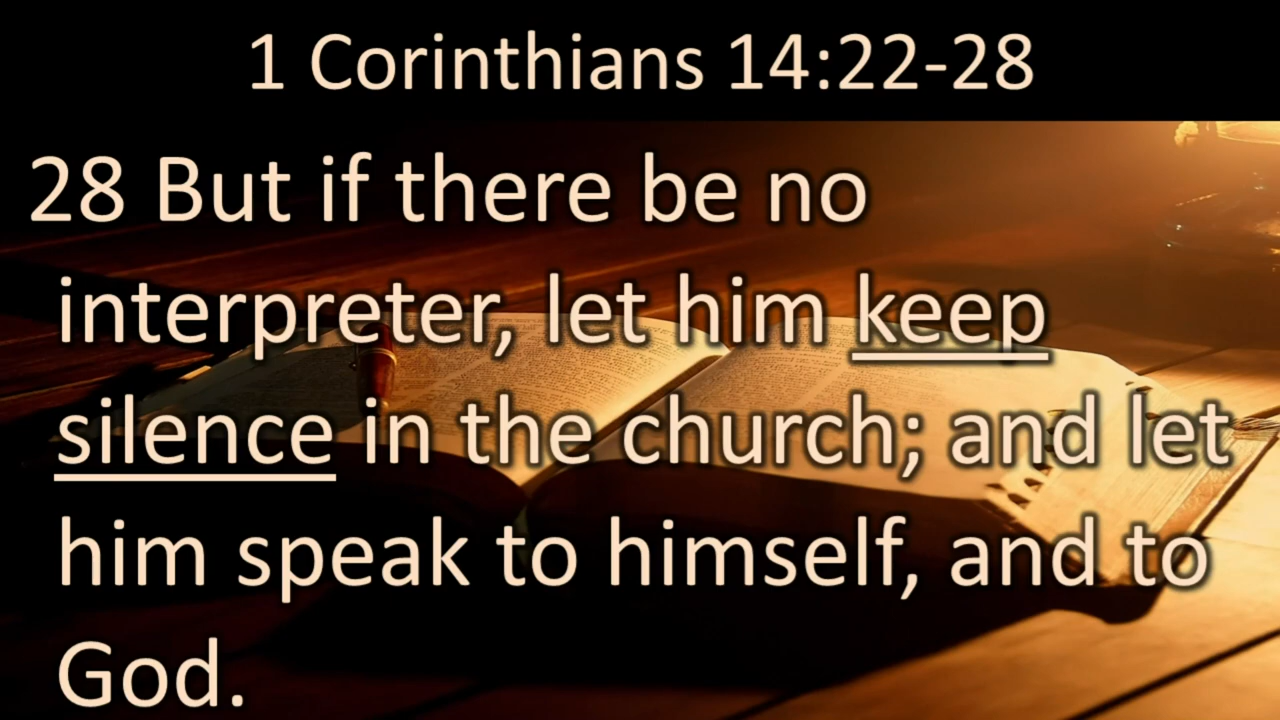 1 Corinthians 14:22-28
28 But if there be no
interpreter, let him keep
silence in the church; and let
him speak to himself, and to
God.